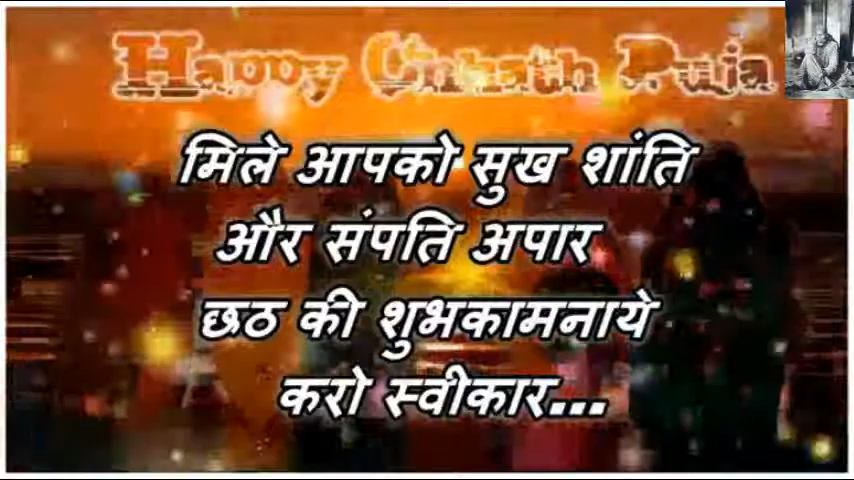 Happy Chhath Puja
मिले आपको सुख शांति
और संपति अपार
छठ की शुभकामनाये
करो स्वीकार...